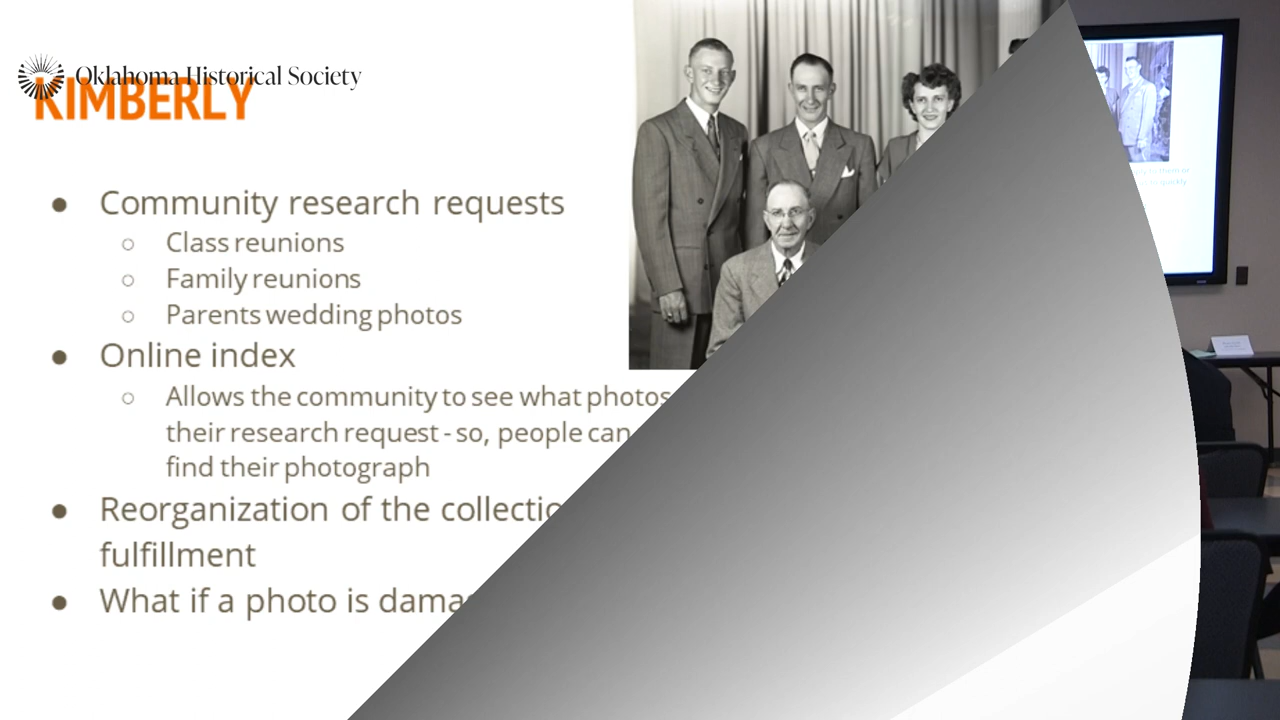 Oklahoma Historical Society
KIMBERLY
● Community research requests
○ Class reunions
○ Family reunions
○ Parents wedding photos
● Online index
○ Allows the community to see what photos
their research request - so, people can
find their photograph
● Reorganization of the
fulfillment
● What if a photo is